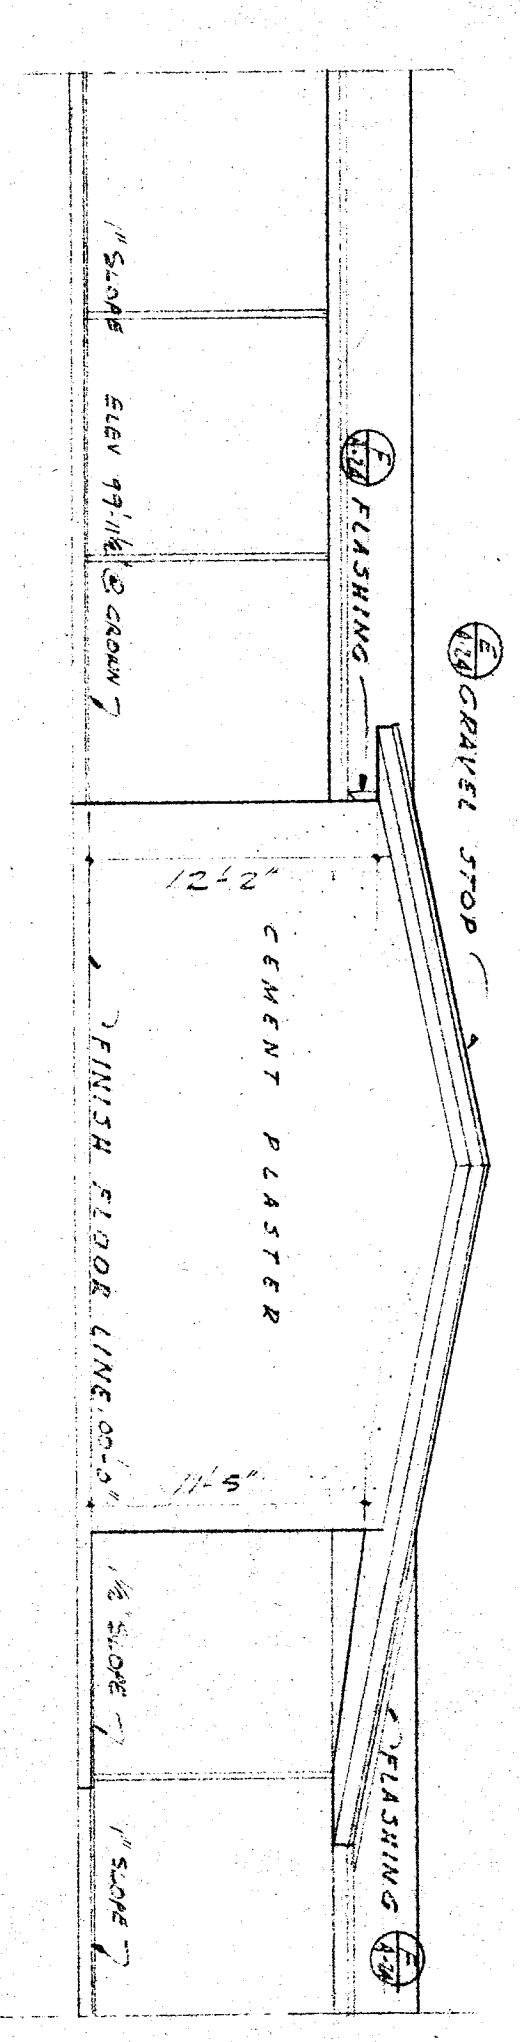 E
A-24
GRAVEL STOP
F
A-24
FLASHING
FLASHING
F
A-24
12'-2"
CEMENT PLASTER
11'-5"
1" SLOPE ELEV 99'-11½" @ CROWN
FINISH FLOOR LINE, 00'-0"
1½" SLOPE
1" SLOPE